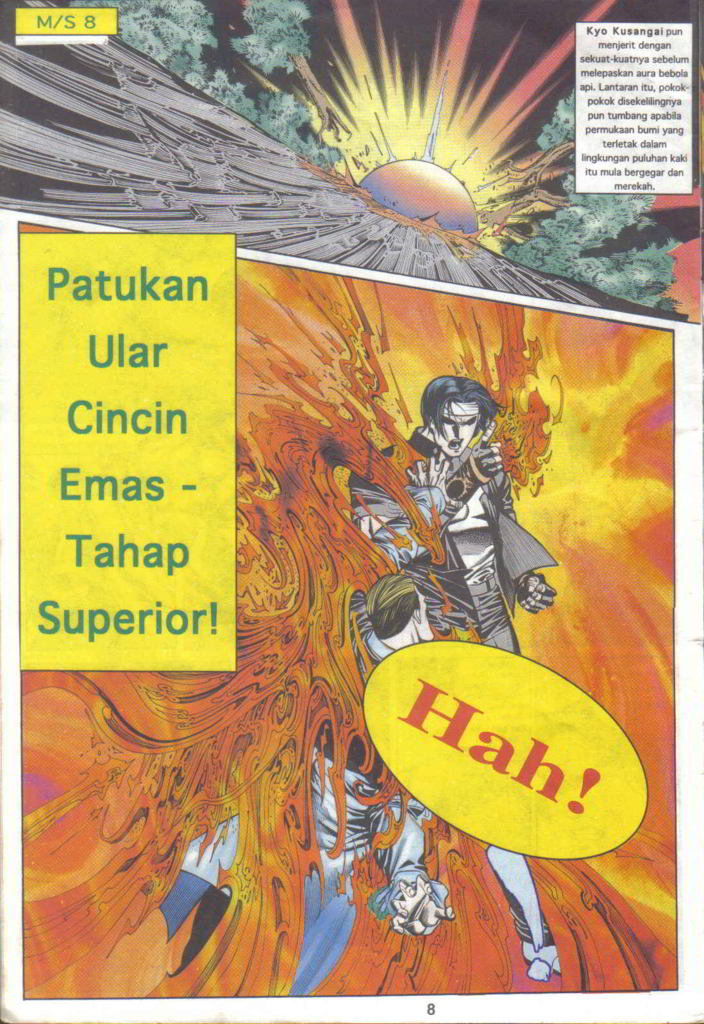 M/S 8
Kyo Kusangai pun
menjerit dengan
sekuat-kuatnya sebelum
melepaskan aura bebola
api. Lantaran itu, pokok-
pokok disekelilingnya
pun tumbang apabila
permukaan bumi yang
terletak dalam
lingkungan puluhan kaki
itu mula bergegar dan
merekah.
Patukan
Ular
Cincin
Emas -
Tahap
Superior!
Hah!
8